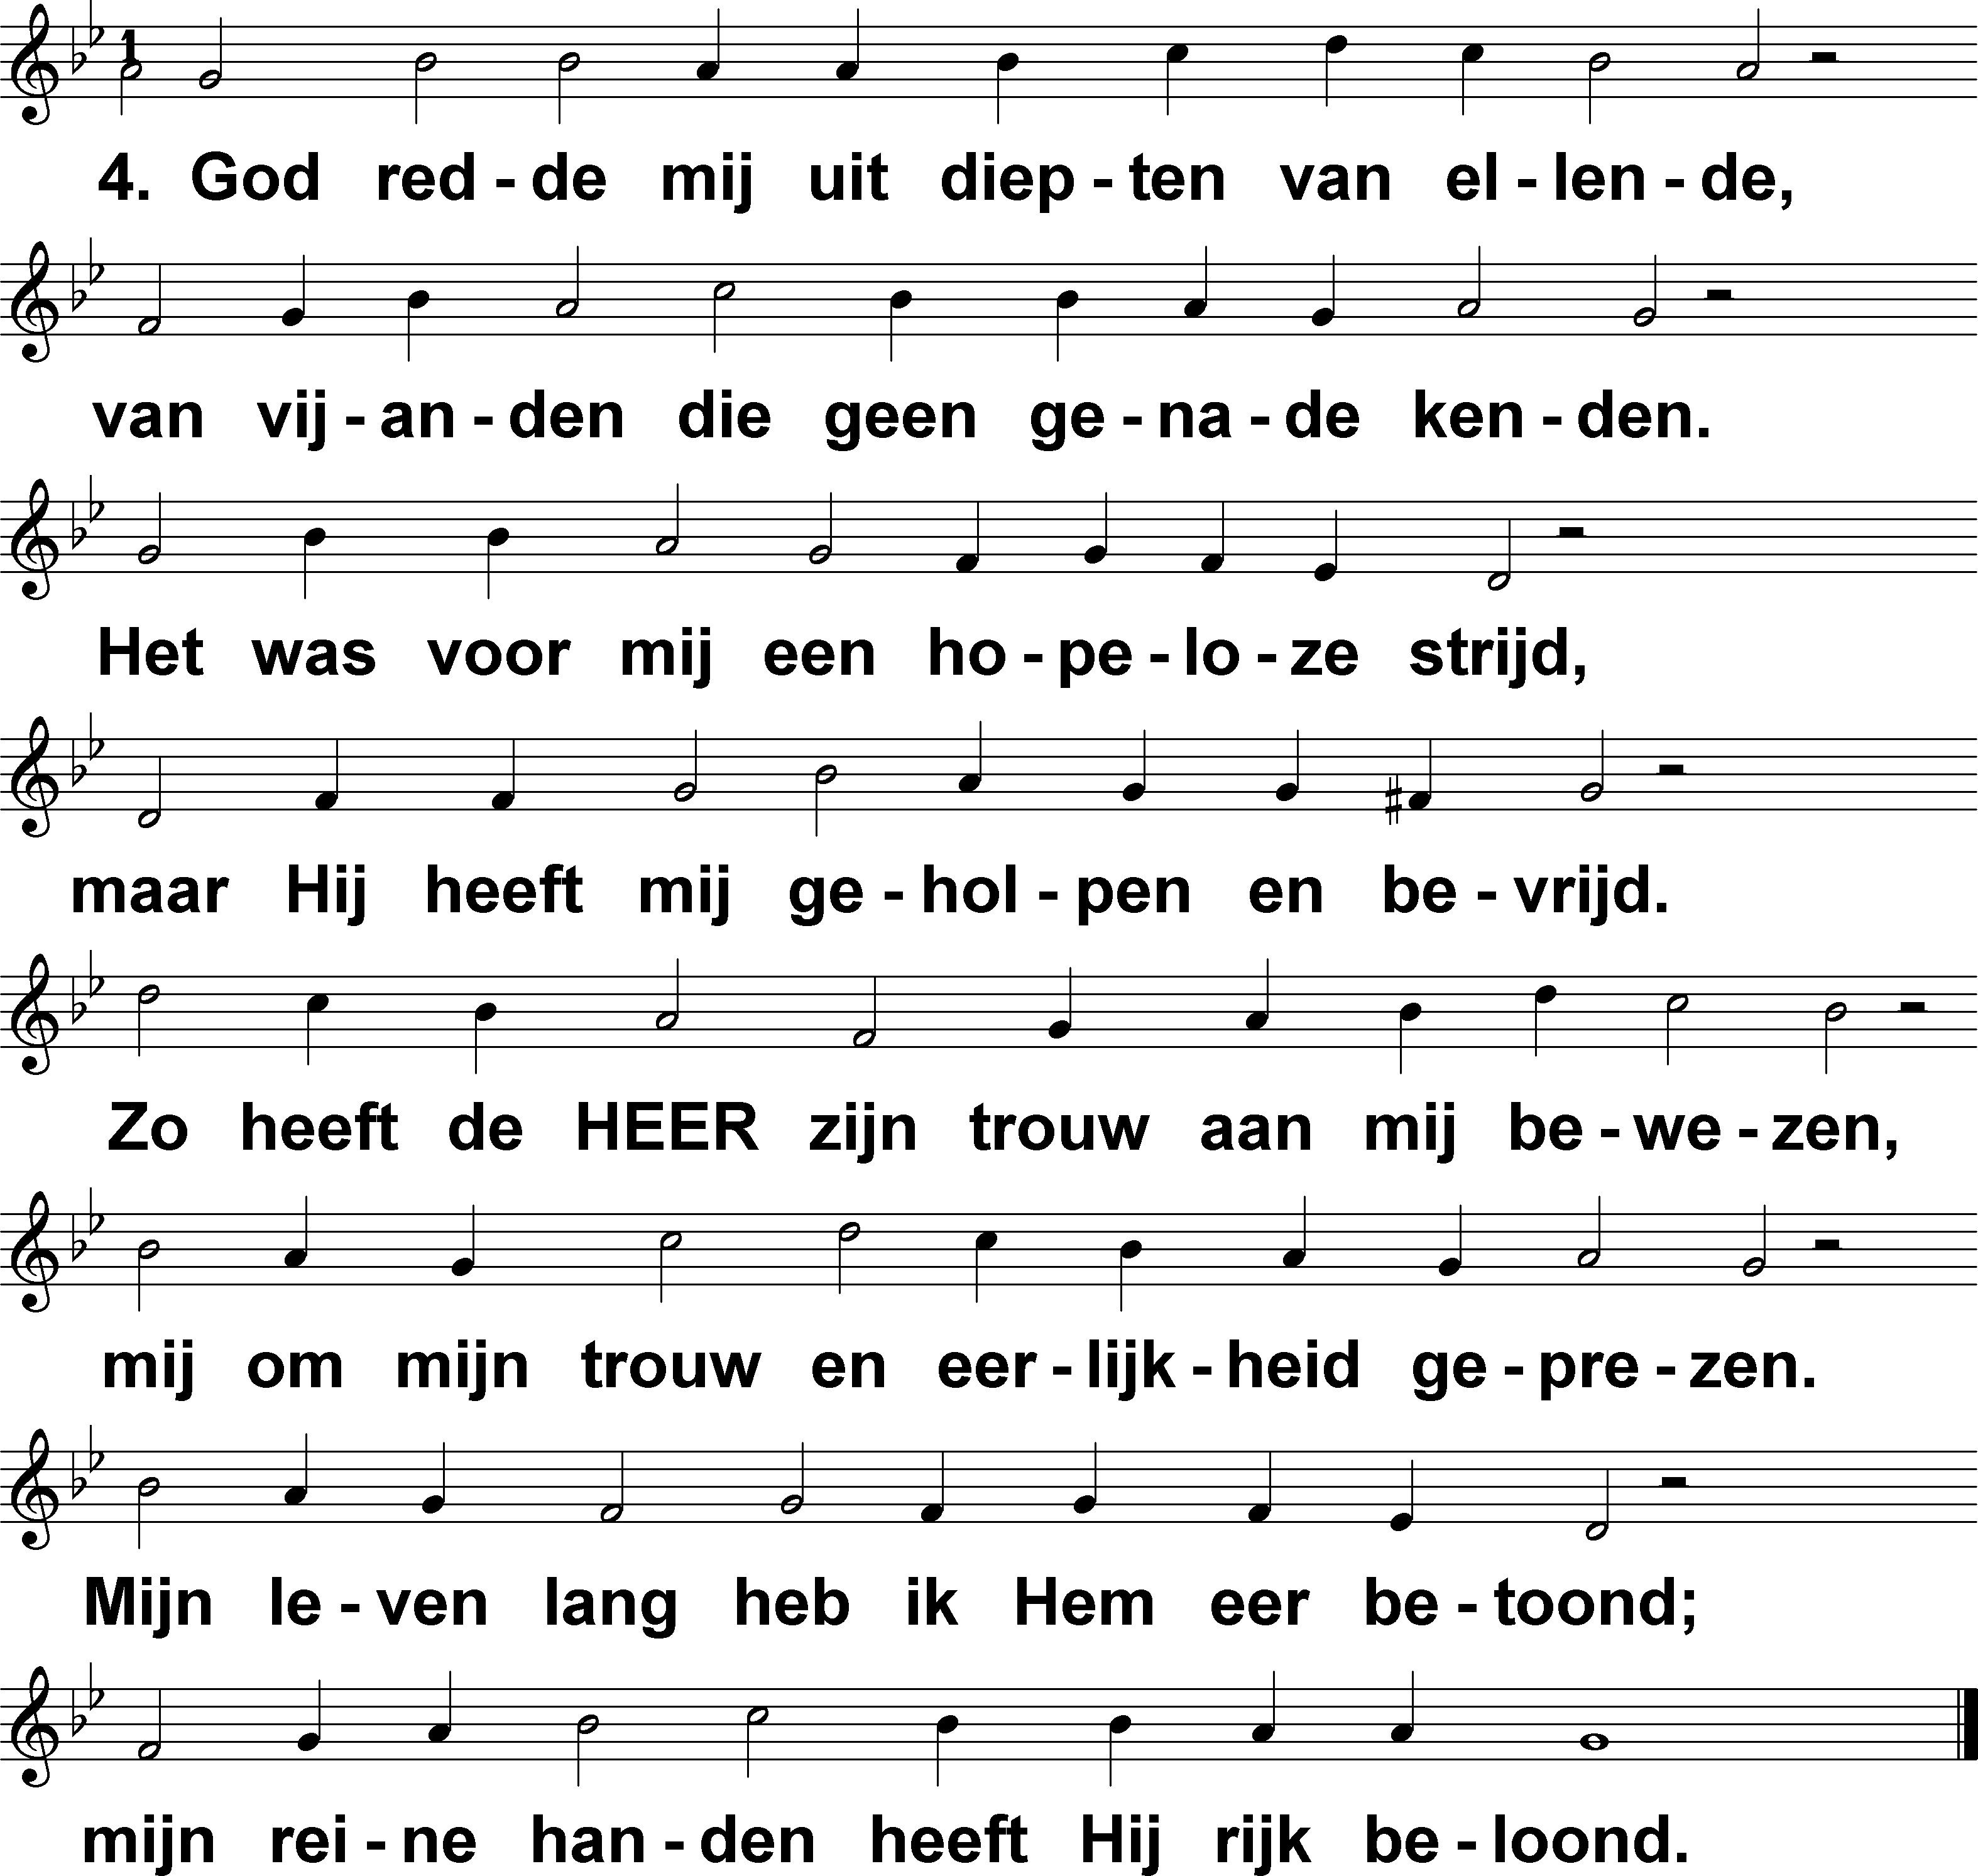 1
4. God red - de mij uit diep - ten van el - len - de,
van vij - an - den die geen ge - na - de ken - den.
Het was voor mij een ho - pe - lo - ze strijd,
maar Hij heeft mij ge - hol - pen en be - vrijd.
Zo heeft de HEER zijn trouw aan mij be - we - zen,
mij om mijn trouw en eer - lijk - heid ge - pre - zen.
Mijn le - ven lang heb ik Hem eer be - toond;
mijn rei - ne han - den heeft Hij rijk be - loond.